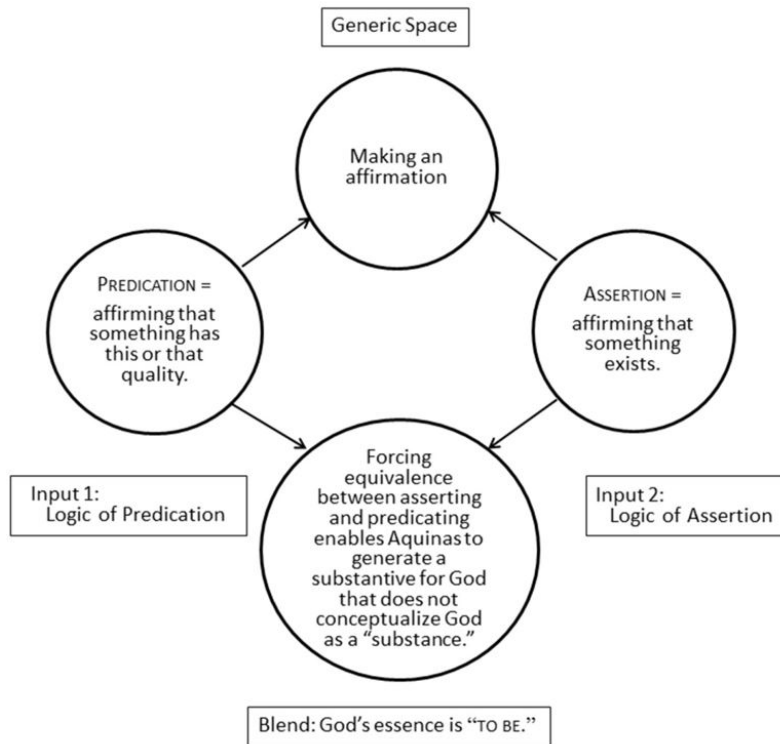 Generic Space
Making an
affirmation
PREDICATION =
affirming that
something has
this or that
quality.
ASSERTION =
affirming that
something
exists.
Input 1:
Logic of Predication
Forcing
equivalence
between asserting
and predicating
enables Aquinas to
generate a
substantive for God
that does not
conceptualize God
as a “substance.”
Input 2:
Logic of Assertion
Blend: God’s essence is “TO BE.”